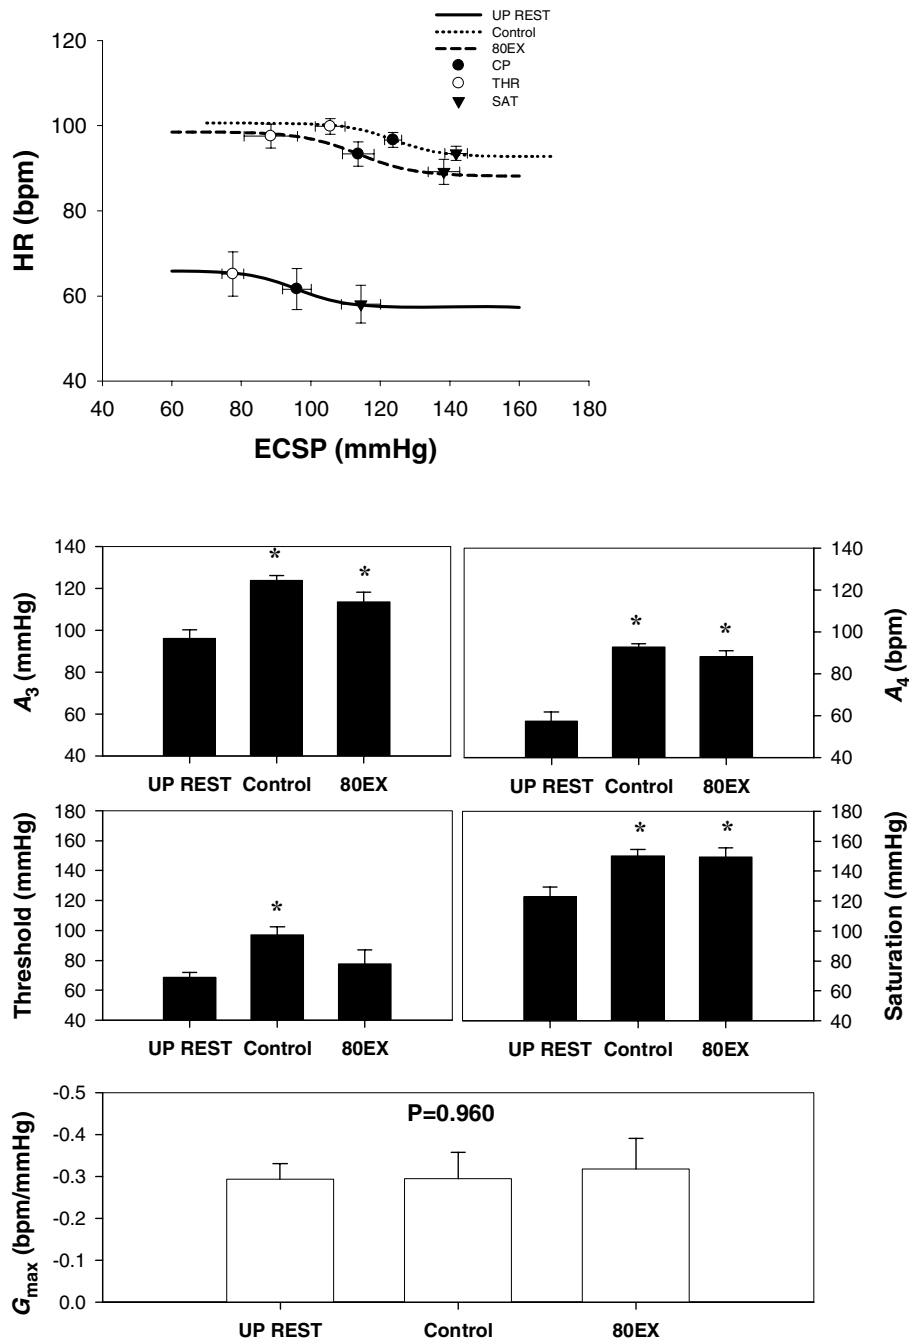 UP REST
Control
80EX
CP
THR
SAT
120
100
80
60
40
HR (bpm)
40 60 80 100 120 140 160 180
ECSP (mmHg)
140
120
100
80
60
40
A3 (mmHg)
* *
UP REST Control 80EX
140
120
100
80
60
40
A4 (bpm)
* *
UP REST Control 80EX
180
160
140
120
100
80
60
40
Threshold (mmHg)
*
UP REST Control 80EX
180
160
140
120
100
80
60
40
Saturation (mmHg)
* *
UP REST Control 80EX
-0.5
-0.4
-0.3
-0.2
-0.1
0.0
Gmax (bpm/mmHg)
P=0.960
UP REST Control 80EX